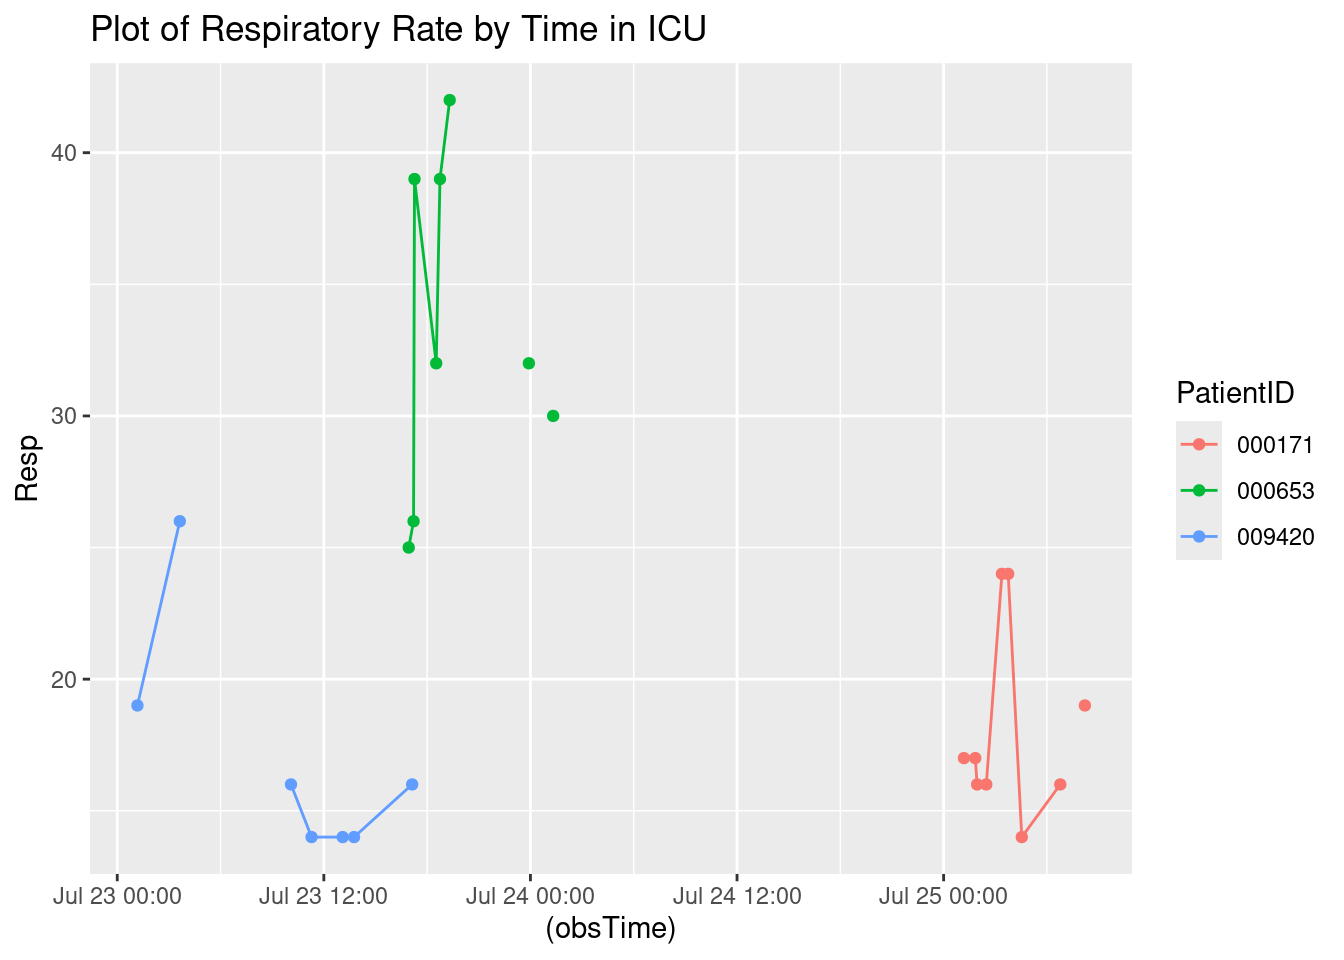 Plot of Respiratory Rate by Time in ICU
40
30
20
Resp
Jul 23 00:00
Jul 23 12:00
Jul 24 00:00
Jul 24 12:00
Jul 25 00:00
(obsTime)
PatientID
000171
000653
009420